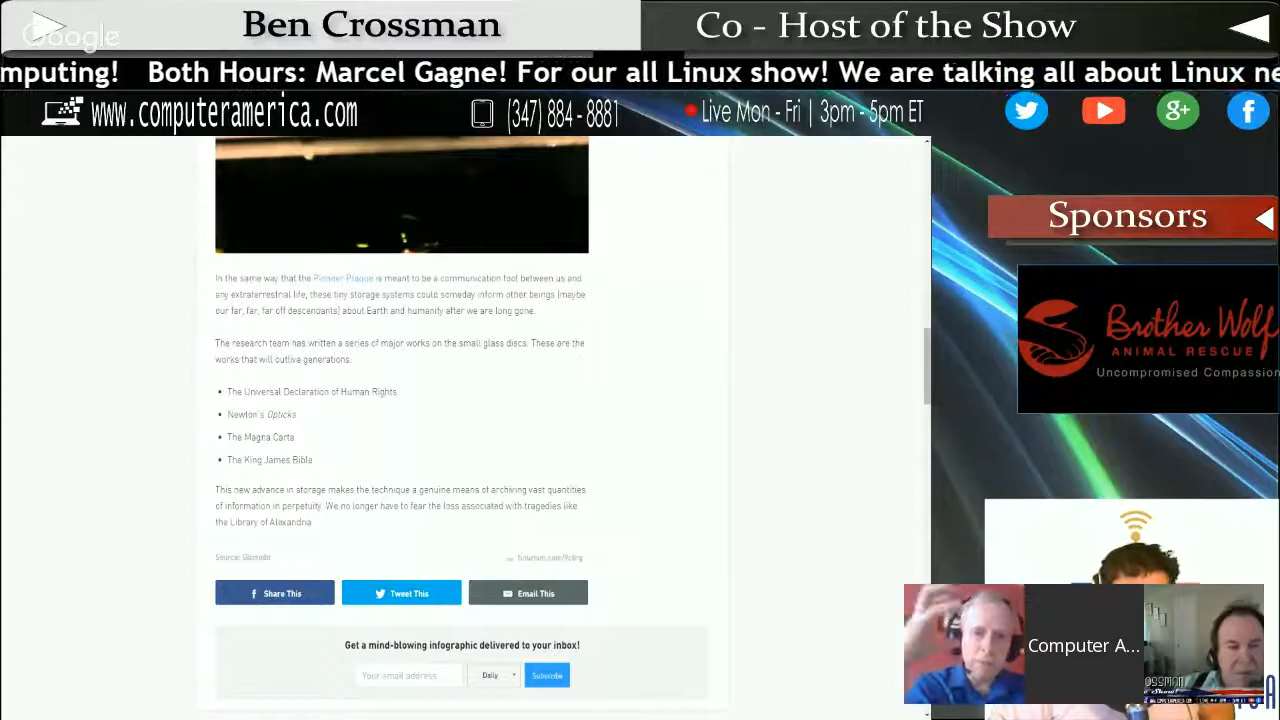 Google
Ben Crossman
Co - Host of the Show
mputing! Both Hours: Marcel Gagne! For our all Linux show! We are talking all about Linux ne
www.computeramerica.com
(347) 884 - 8881
Live Mon - Fri | 3pm - 5pm ET
Sponsors
Brother Wolf
ANIMAL RESCUE
Uncompromised Compassion
In the same way that the Pioneer Plaque is meant to be a communication tool between us and
any extraterrestrial life, these tiny storage systems could someday inform other beings [maybe
our far, far, far off descendants] about Earth and humanity after we are long gone.
The research team has written a series of major works on the small glass discs. These are the
works that will outlive generations.
• The Universal Declaration of Human Rights
• Newton's Opticks
• The Magna Carta
• The King James Bible
This new advance in storage makes the technique a genuine means of archiving vast quantities
of information in perpetuity. We no longer have to fear the loss associated with tragedies like
the Library of Alexandria
Source: Gizmodo
Share This
Tweet This
Email This
Get a mind-blowing infographic delivered to your inbox!
Your email address
Daily
Subscribe
Computer A...